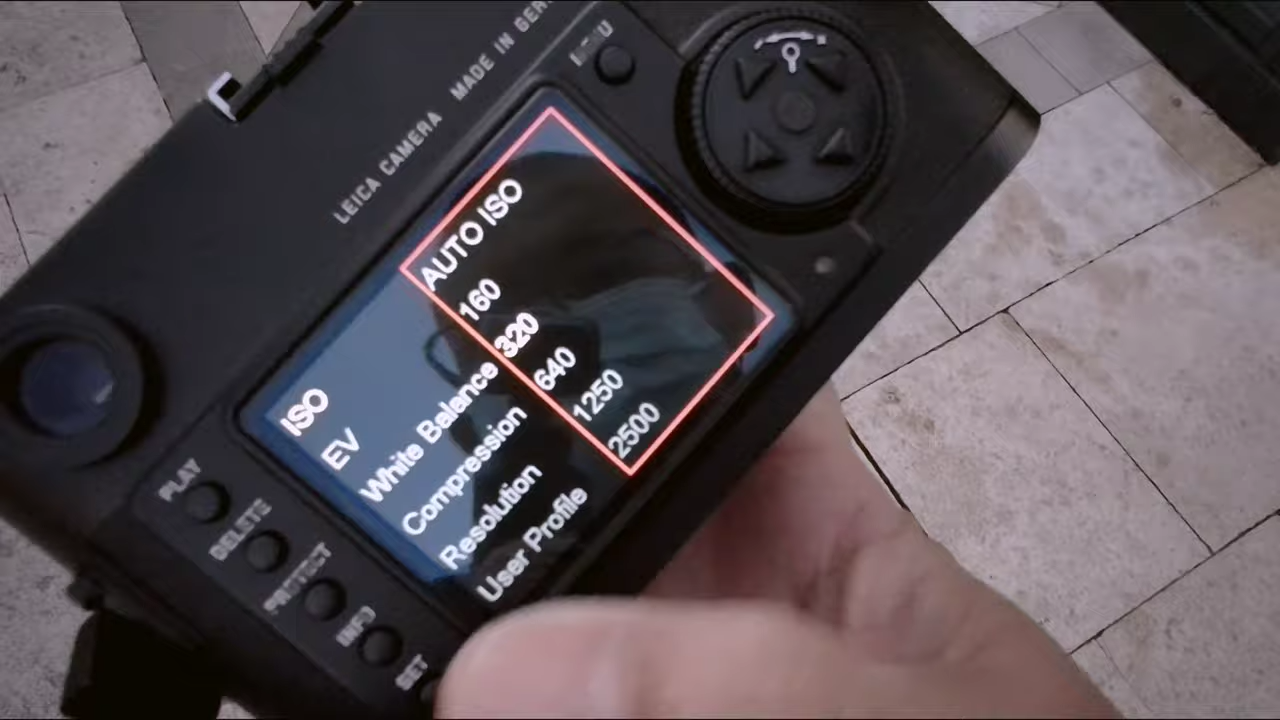 LEICA CAMERA MADE IN GER
MENU
AUTO ISO
160
320
640
1250
2500
ISO
EV
White Balance
Compression
Resolution
User Profile
PLAY
DELETE
PROTECT
INFO
SET